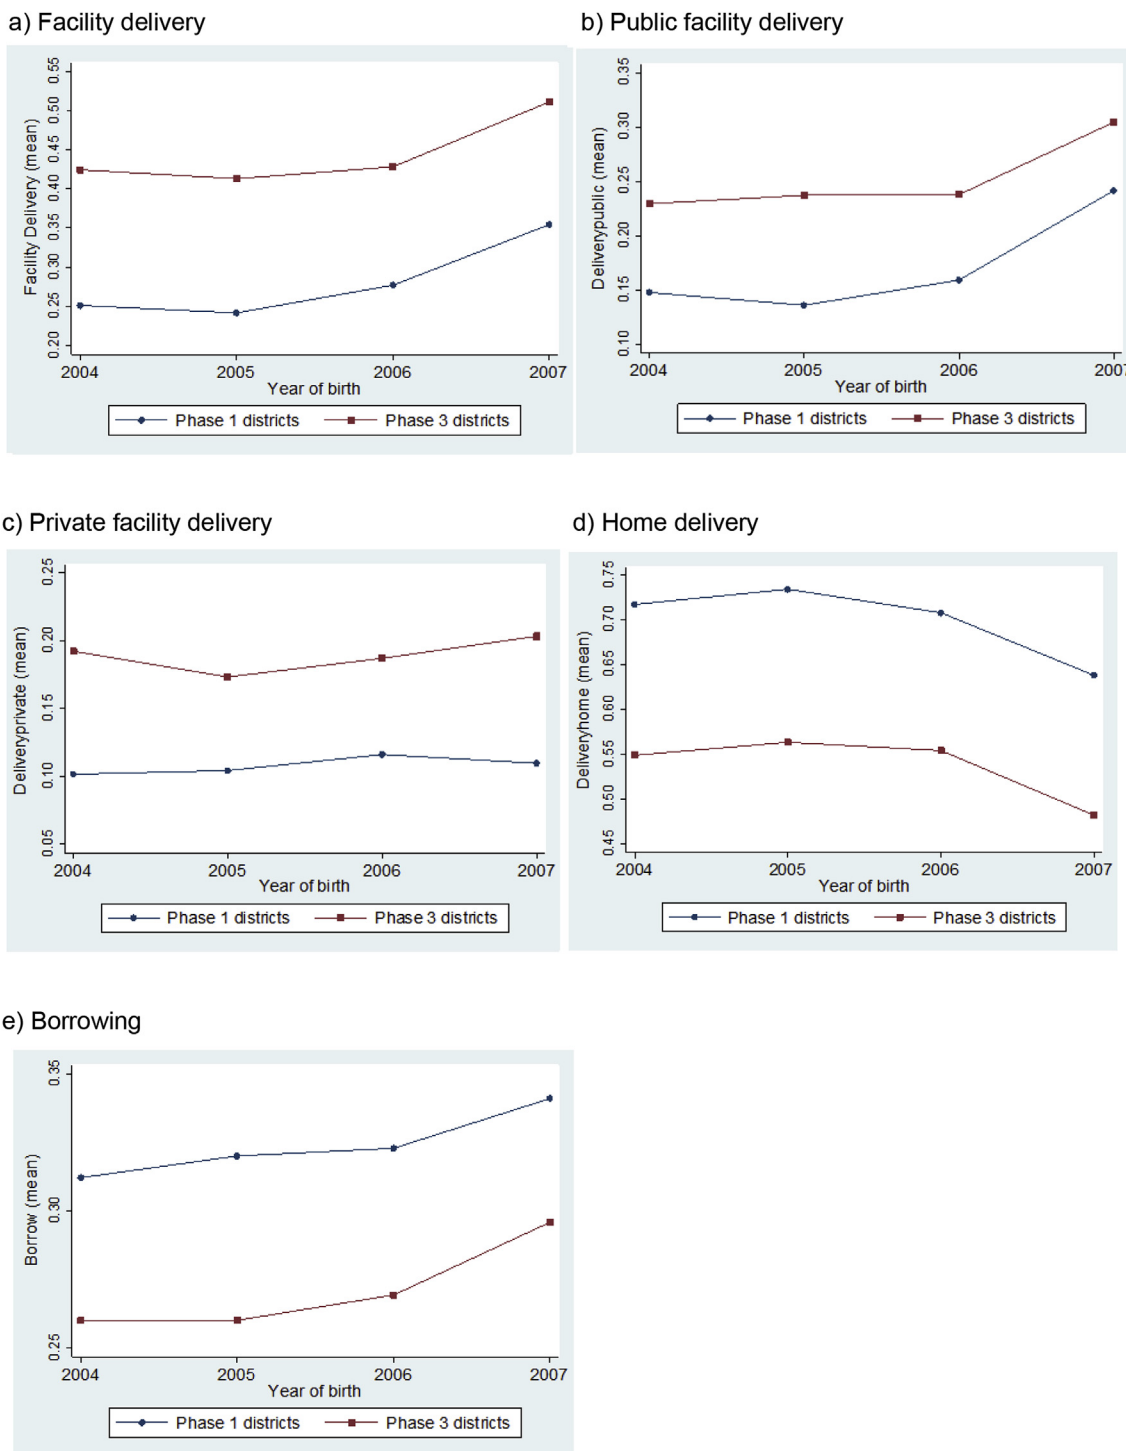 a) Facility delivery
Facility Delivery (mean)
0.55
0.50
0.45
0.40
0.35
0.30
0.25
0.20
2004 2005 2006 2007
Year of birth
Phase 1 districts Phase 3 districts
b) Public facility delivery
Deliverypublic (mean)
0.35
0.30
0.25
0.20
0.15
0.10
2004 2005 2006 2007
Year of birth
Phase 1 districts Phase 3 districts
c) Private facility delivery
Deliveryprivate (mean)
0.25
0.20
0.15
0.10
0.05
2004 2005 2006 2007
Year of birth
Phase 1 districts Phase 3 districts
d) Home delivery
Deliveryhome (mean)
0.75
0.70
0.65
0.60
0.55
0.50
0.45
2004 2005 2006 2007
Year of birth
Phase 1 districts Phase 3 districts
e) Borrowing
Borrow (mean)
0.35
0.30
0.25
2004 2005 2006 2007
Year of birth
Phase 1 districts Phase 3 districts